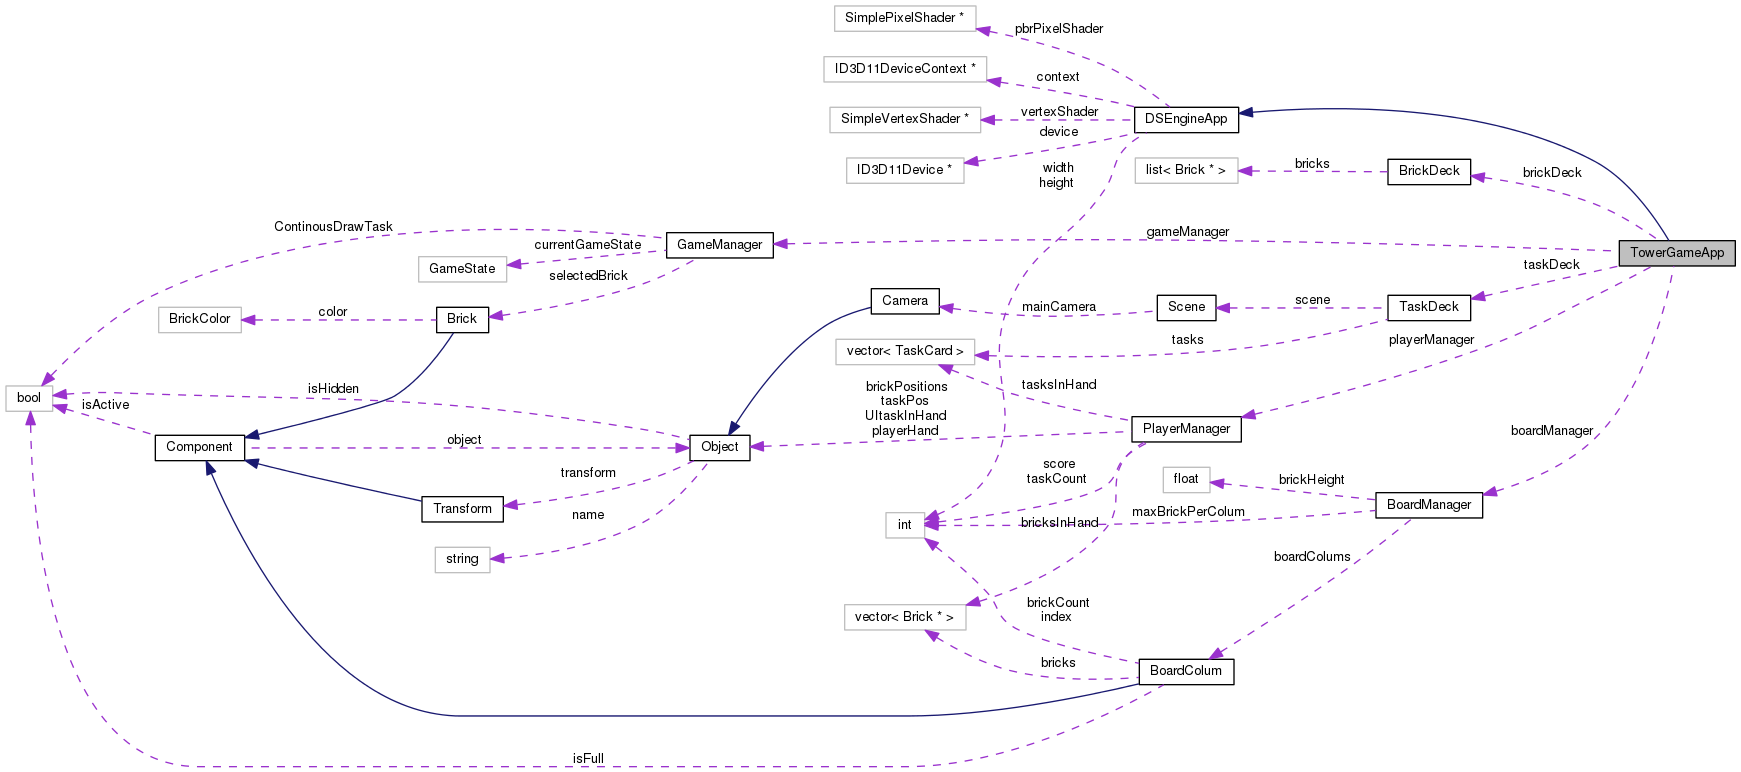 SimplePixelShader *
pbrPixelShader
ID3D11DeviceContext *
context
SimpleVertexShader *
vertexShader
DSEngineApp
device
ID3D11Device *
width
height
list< Brick * >
bricks
BrickDeck
brickDeck
ContinousDrawTask
GameManager
gameManager
TowerGameApp
currentGameState
GameState
selectedBrick
taskDeck
BrickColor
color
Brick
Camera
mainCamera
Scene
scene
TaskDeck
vector< TaskCard >
tasks
playerManager
bool
isHidden
isActive
brickPositions
taskPos
UItaskInHand
playerHand
tasksInHand
PlayerManager
boardManager
Component
object
Object
transform
Transform
score
taskCount
float
brickHeight
BoardManager
name
string
int
bricksInHand
maxBrickPerColum
boardColums
vector< Brick * >
brickCount
index
bricks
BoardColum
isFull